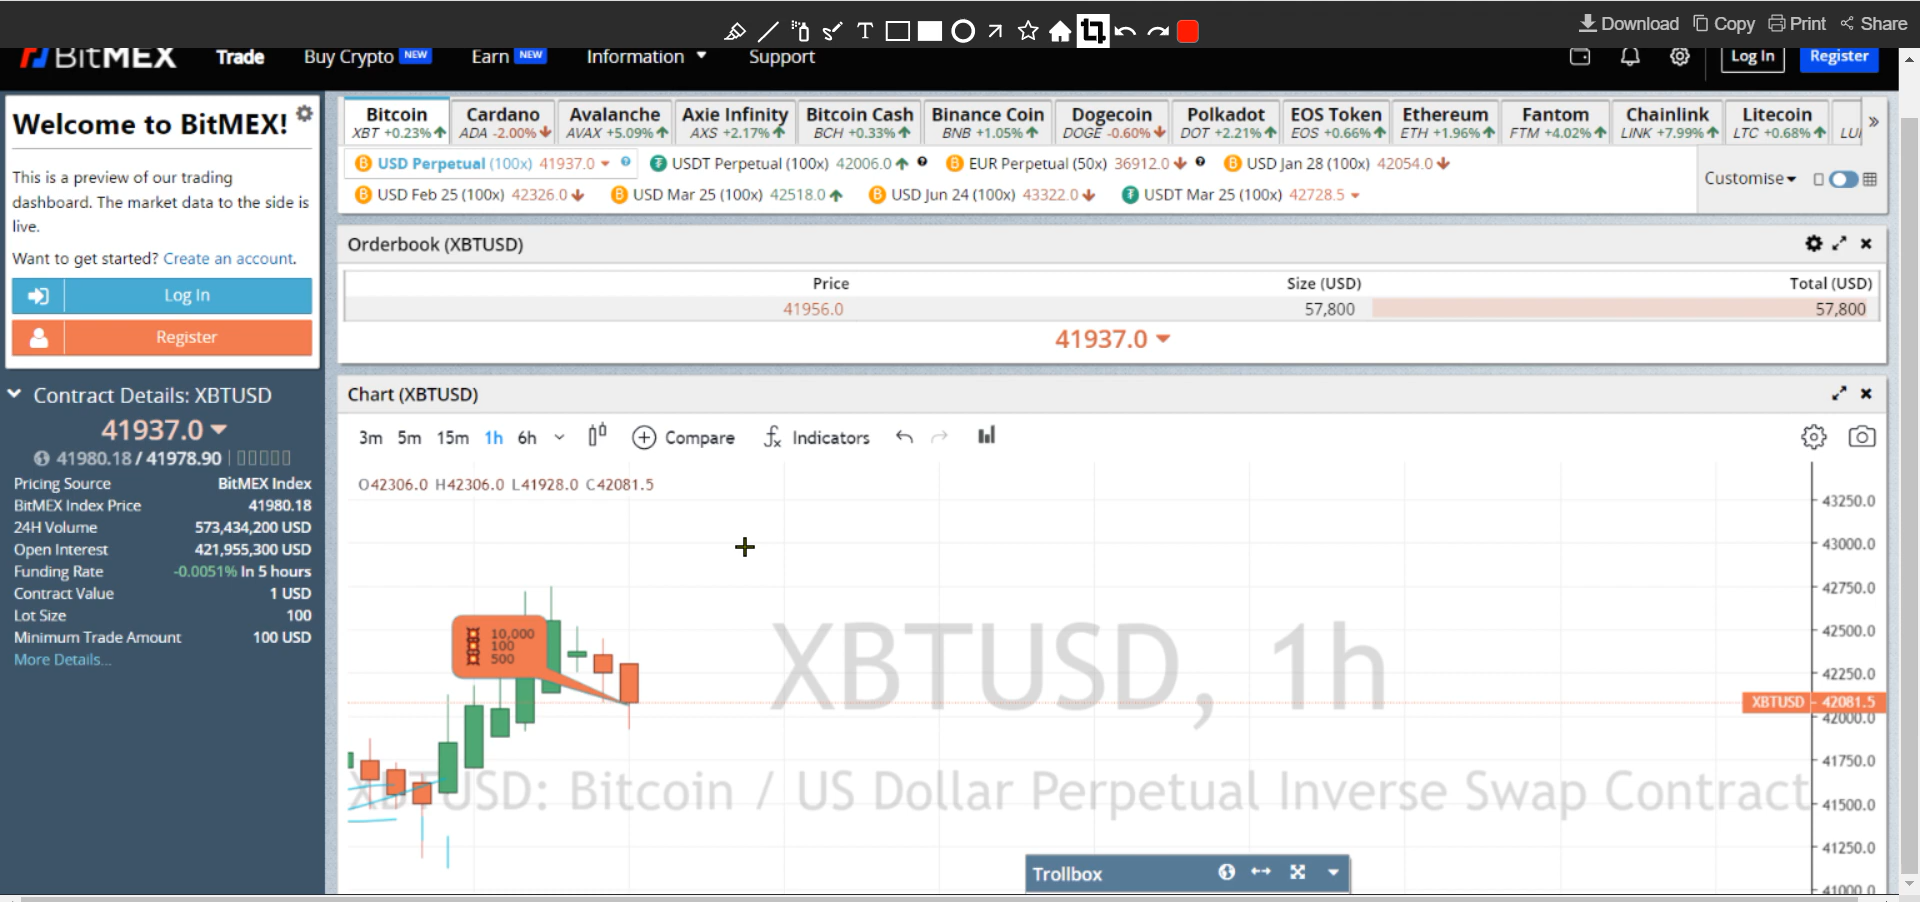 Download Copy Print Share
BitMEX Trade Buy Crypto NEW Earn NEW Information Support Log In Register
Welcome to BitMEX!
This is a preview of our trading
dashboard. The market data to the side is
live.
Want to get started? Create an account.
Log In
Register
Contract Details: XBTUSD
41937.0
41980.18 / 41978.90
Pricing Source BitMEX Index
BitMEX Index Price 41980.18
24H Volume 573,434,200 USD
Open Interest 421,955,300 USD
Funding Rate -0.0051% In 5 hours
Contract Value 1 USD
Lot Size 100
Minimum Trade Amount 100 USD
More Details...
Bitcoin Cardano Avalanche Axie Infinity Bitcoin Cash Binance Coin Dogecoin Polkadot EOS Token Ethereum Fantom Chainlink Litecoin
XBT +0.23% ADA -2.00% AVAX +5.09% AXS +2.17% BCH +0.33% BNB +1.05% DOGE -0.60% DOT +2.21% EOS +0.66% ETH +1.96% FTM +4.02% LINK +7.99% LTC +0.68% »
USD Perpetual (100x) 41937.0 USDT Perpetual (100x) 42006.0 EUR Perpetual (50x) 36912.0 USD Jan 28 (100x) 42054.0
USD Feb 25 (100x) 42326.0 USD Mar 25 (100x) 42518.0 USD Jun 24 (100x) 43322.0 USDT Mar 25 (100x) 42728.5
Customise
Orderbook (XBTUSD)
Price Size (USD) Total (USD)
41956.0 57,800 57,800
41937.0
Chart (XBTUSD)
3m 5m 15m 1h 6h Compare fx Indicators
O42306.0 H42306.0 L41928.0 C42081.5
10,000
100
500
XBTUSD, 1h
XBTUSD: Bitcoin / US Dollar Perpetual Inverse Swap Contract
43250.0
43000.0
42750.0
42500.0
42250.0
XBTUSD 42081.5
42000.0
41750.0
41500.0
41250.0
41000.0
Trollbox